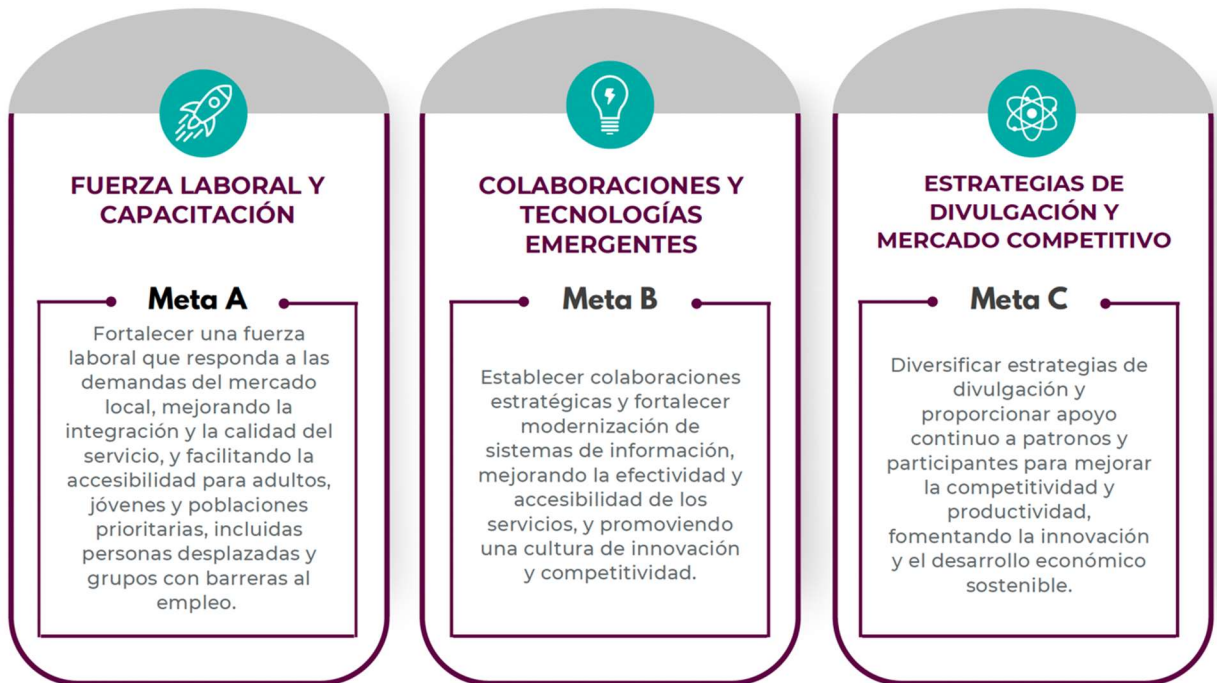 FUERZA LABORAL Y
CAPACITACIÓN
Meta A
Fortalecer una fuerza
laboral que responda a las
demandas del mercado
local, mejorando la
integración y la calidad del
servicio, y facilitando la
accesibilidad para adultos,
jóvenes y poblaciones
prioritarias, incluidas
personas desplazadas y
grupos con barreras al
empleo.
COLABORACIONES Y
TECNOLOGÍAS
EMERGENTES
Meta B
Establecer colaboraciones
estratégicas y fortalecer
modernización de
sistemas de información,
mejorando la efectividad y
accesibilidad de los
servicios, y promoviendo
una cultura de innovación
y competitividad.
ESTRATEGIAS DE
DIVULGACIÓN Y
MERCADO COMPETITIVO
Meta C
Diversificar estrategias de
divulgación y
proporcionar apoyo
continuo a patronos y
participantes para mejorar
la competitividad y
productividad,
fomentando la innovación
y el desarrollo económico
sostenible.